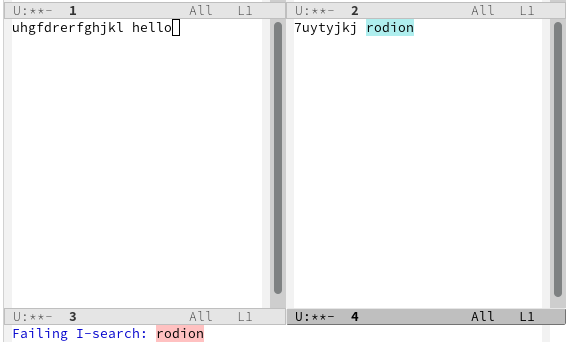 U:**-  1  All  L1
U:**-  2  All  L1
uhgfdrerfghjkl hello
7uytyjkj rodion
U:**-  3  All  L1
U:**-  4  All  L1
Failing I-search: rodion